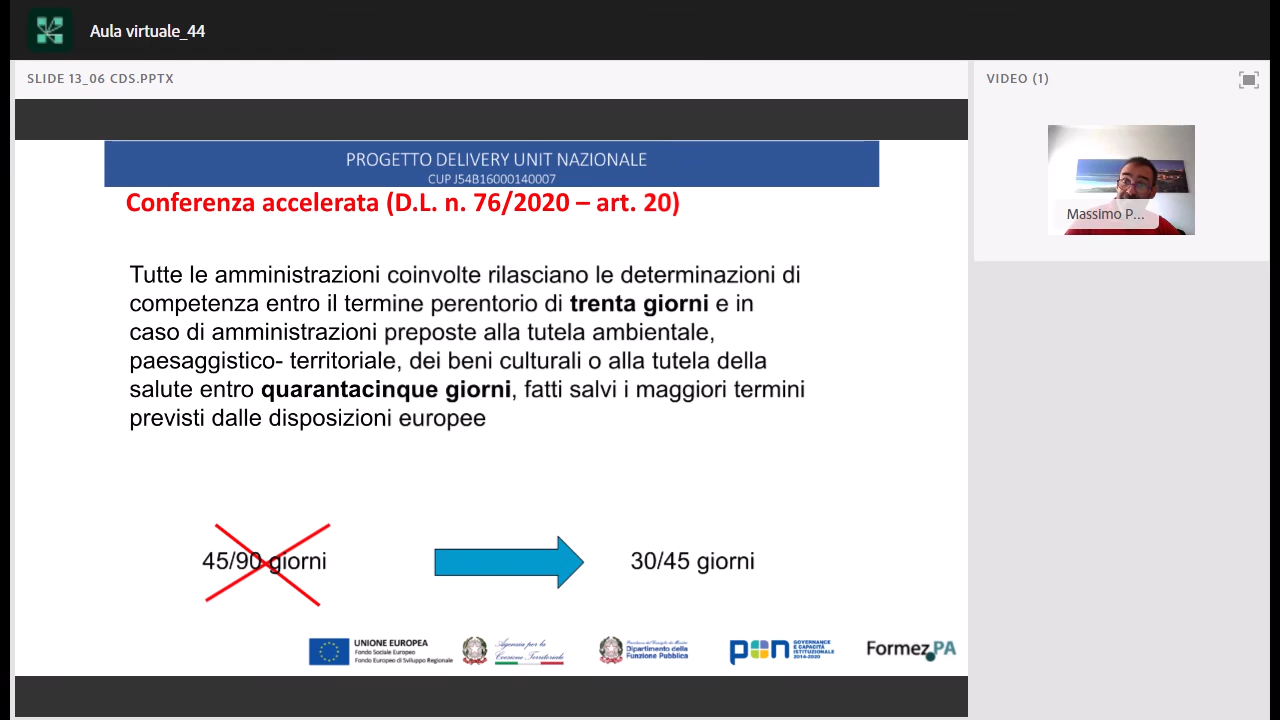 Aula virtuale_44
SLIDE 13_06 CDS.PPTX
VIDEO (1)
PROGETTO DELIVERY UNIT NAZIONALE
CUP J54B16000140007
Conferenza accelerata (D.L. n. 76/2020 – art. 20)
Massimo P...
Tutte le amministrazioni coinvolte rilasciano le determinazioni di
competenza entro il termine perentorio di trenta giorni e in
caso di amministrazioni preposte alla tutela ambientale,
paesaggistico- territoriale, dei beni culturali o alla tutela della
salute entro quarantacinque giorni, fatti salvi i maggiori termini
previsti dalle disposizioni europee
45/90 giorni
30/45 giorni
UNIONE EUROPEA
Fondo Sociale Europeo
Fondo Europeo di Sviluppo Regionale
Agenzia per la
Coesione Territoriale
Presidenza del Consiglio dei Ministri
Dipartimento della
Funzione Pubblica
pon
GOVERNANCE
E CAPACITÀ
ISTITUZIONALE
2014-2020
FormezPA